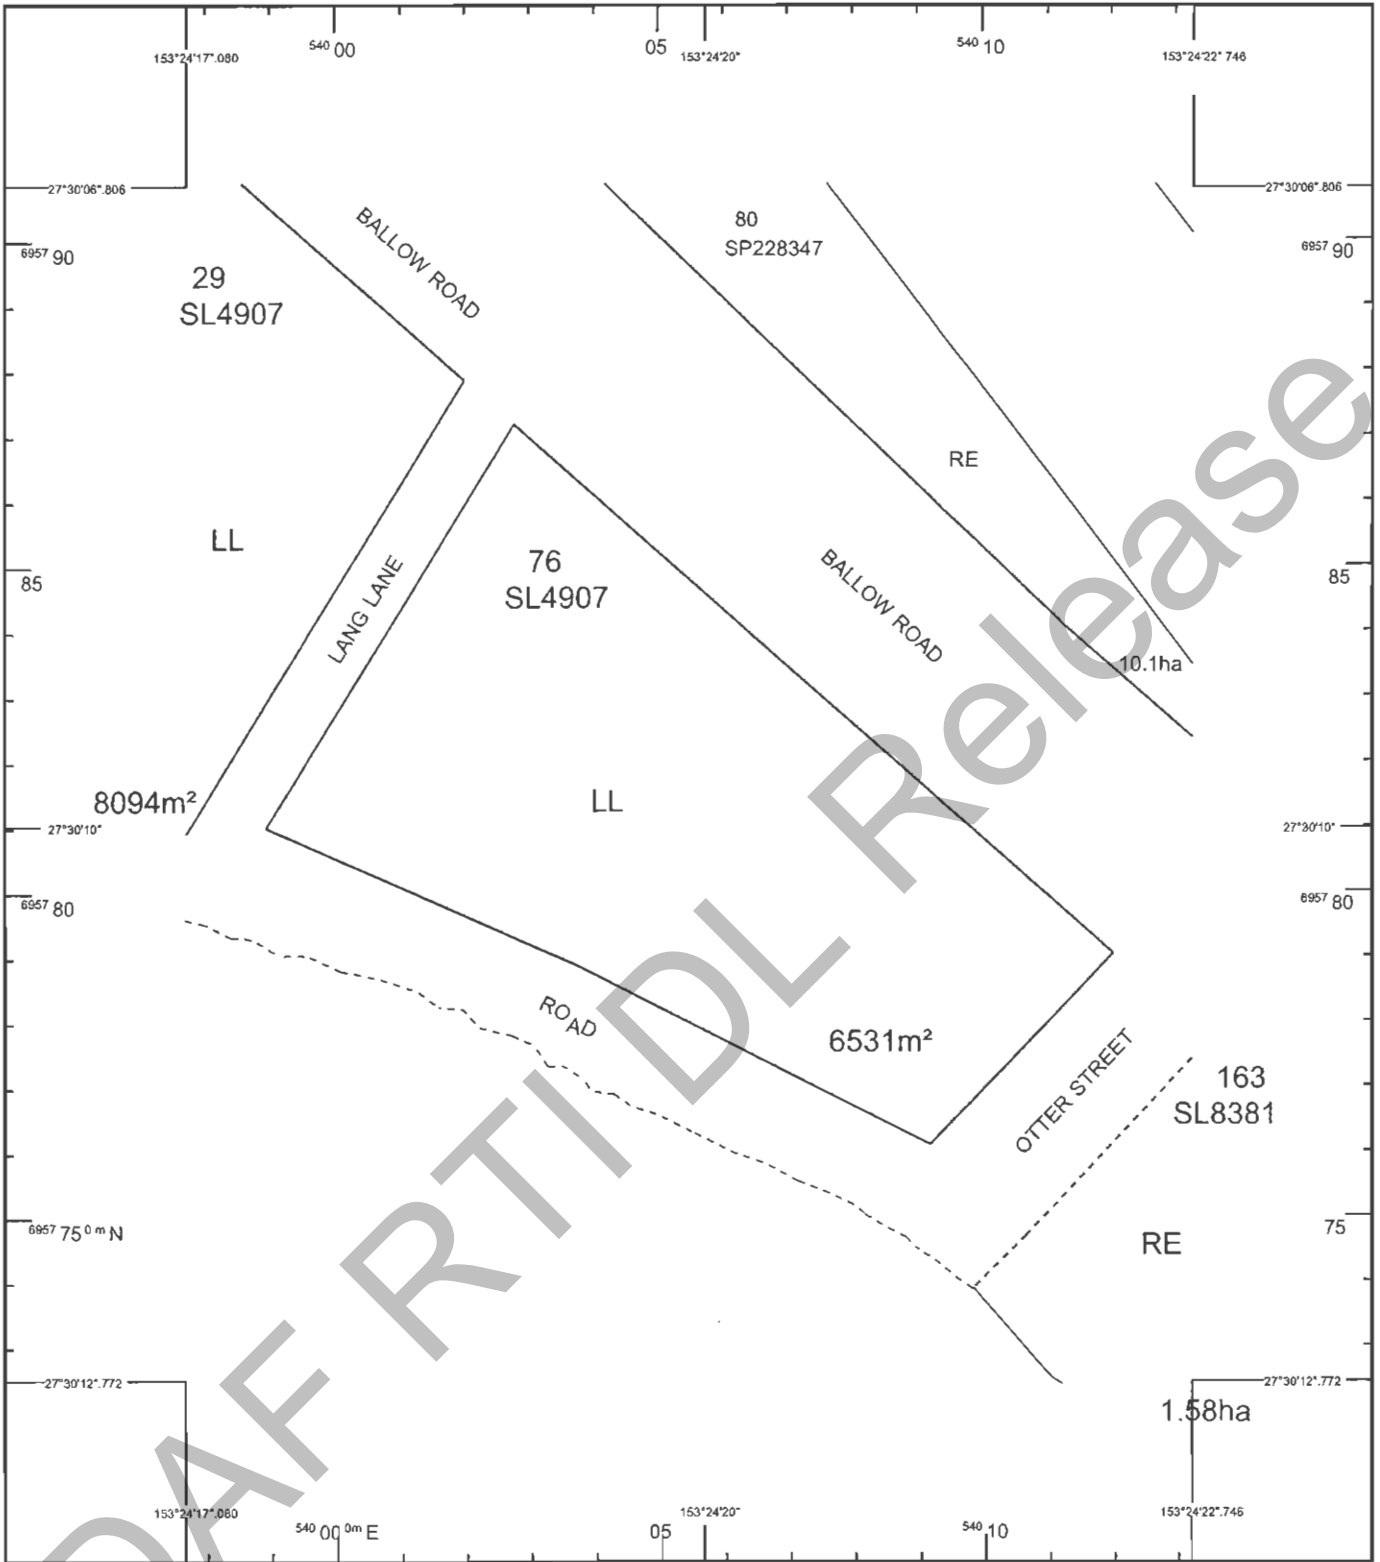 540 00
05
540 10
153°24'17".060
153°24'20"
153°24'22".746
27°30'06".806
27°30'06".806
6957 90
6957 90
80
SP228347
BALLOW ROAD
29
SL4907
RE
LL
76
SL4907
LANG LANE
BALLOW ROAD
85
85
10.1ha
8094m²
LL
27°30'10"
27°30'10"
6957 80
6957 80
ROAD
6531m²
OTTER STREET
163
SL8381
6957 75 0m N
75
RE
27°30'12".772
27°30'12".772
1.58ha
153°24'17".060
153°24'20"
153°24'22".746
540 00 0m E
05
540 10
DAF RTI DL Release